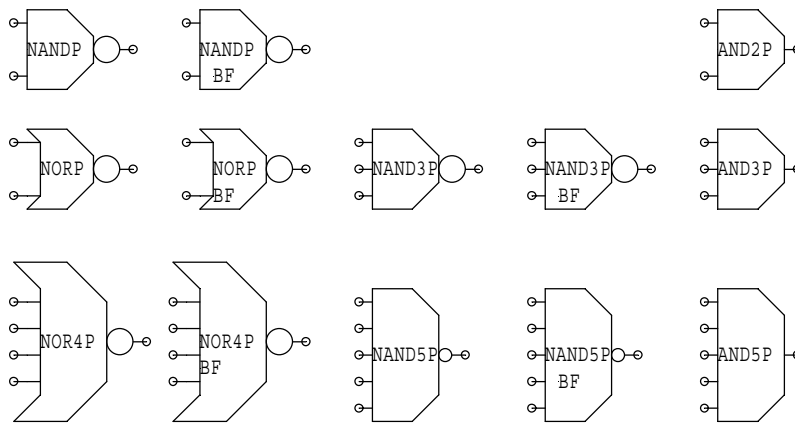 NANDP
NANDP
BF
AND2P
NORP
NORP
BF
NAND3P
NAND3P
BF
AND3P
NOR4P
NOR4P
BF
NAND5P
NAND5P
BF
AND5P